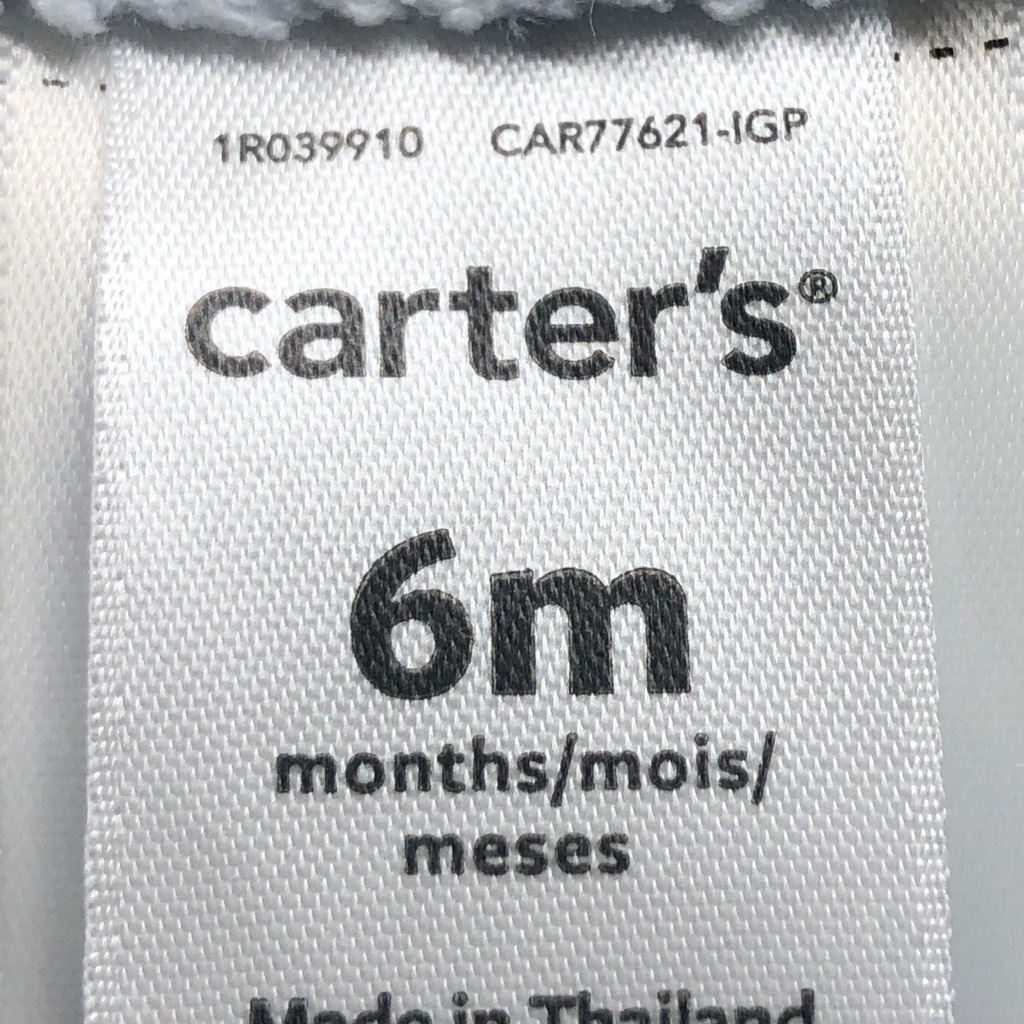 1R039910 CAR77621-IGP
carter's®
6m
months/mois/
meses
Made in Thailand